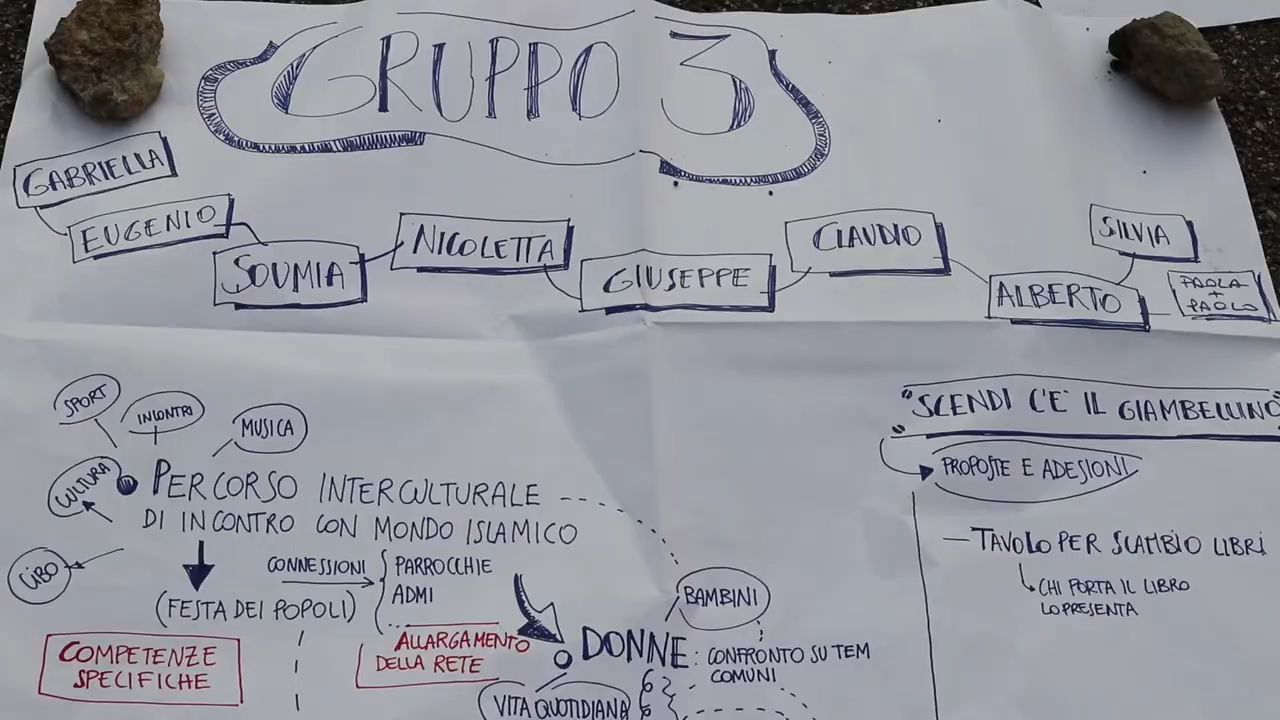 GRUPPO 3
GABRIELLA
EUGENIO
SOUMIA
NICOLETTA
GIUSEPPE
CLAUDIO
ALBERTO
SILVIA
PAOLA
+
PAOLO
SPORT
INCONTRI
MUSICA
CULTURA
CIBO
PERCORSO INTERCULTURALE
DI INCONTRO CON MONDO ISLAMICO
(FESTA DEI POPOLI)
CONNESSIONI
PARROCCHIE
ADMI
...
COMPETENZE
SPECIFICHE
ALLARGAMENTO
DELLA RETE
DONNE: CONFRONTO SU TEM
COMUNI
BAMBINI
VITA QUOTIDIANA
"SCENDI C'E' IL GIAMBELLINO"
PROPOSTE E ADESIONI
— TAVOLO PER SCAMBIO LIBRI
CHI PORTA IL LIBRO
LO PRESENTA